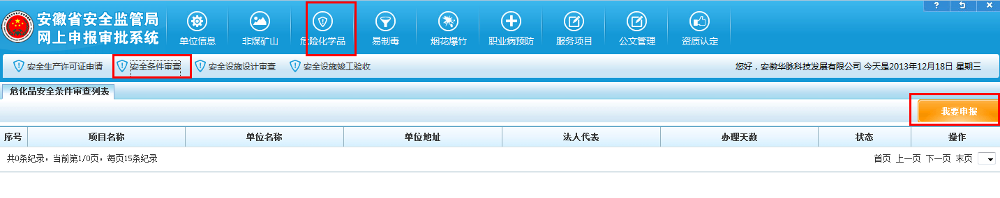 安徽省安全监管局
网上申报审批系统
单位信息 非煤矿山 危险化学品 易制毒 烟花爆竹 职业病预防 服务项目 公文管理 资质认定
安全生产许可证申请 安全条件审查 安全设施设计审查 安全设施竣工验收 您好，安徽华脉科技发展有限公司 今天是2013年12月18日 星期三
危化品安全条件审查列表
我要申报
序号 项目名称 单位名称 单位地址 法人代表 办理天数 状态 操作
共0条纪录，当前第1/0页，每页15条纪录 首页 上一页 下一页 末页